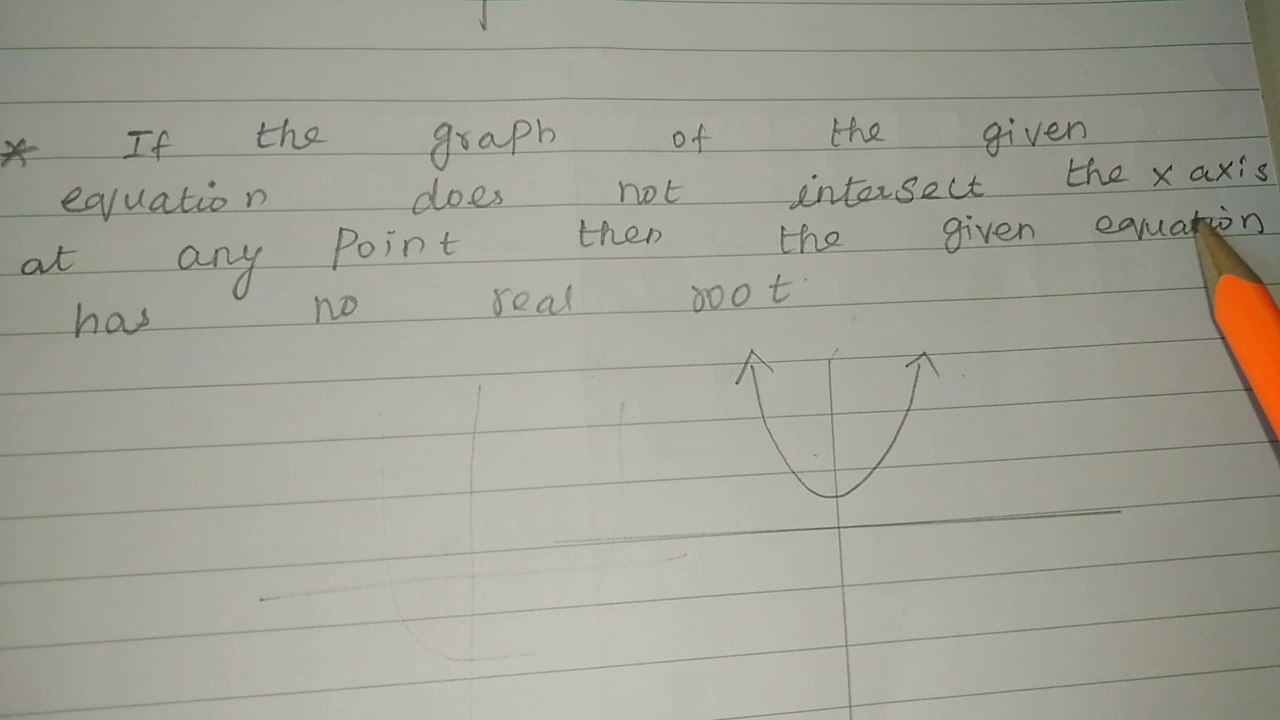 * If the graph of the given
equation does not intersect the x axis
at any Point then the given equation
has no real root.